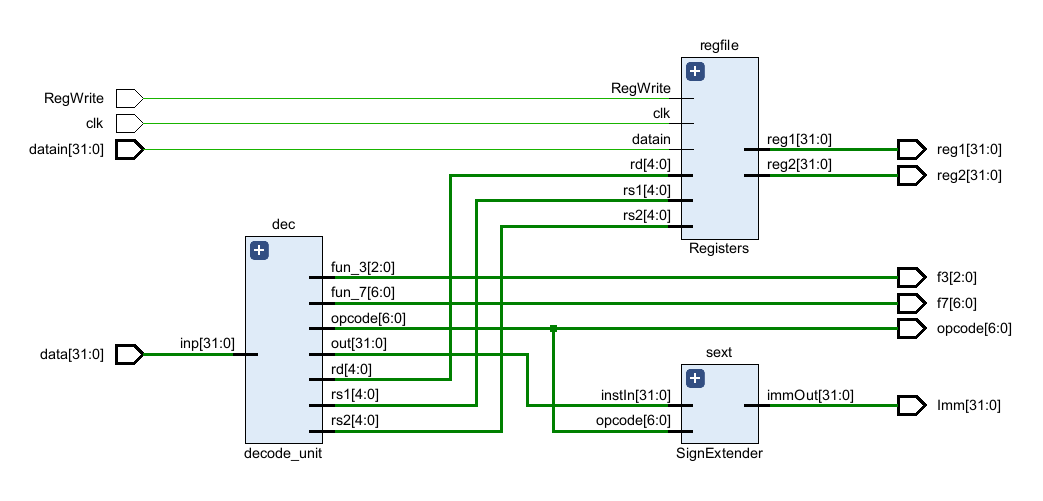 regfile
RegWrite
RegWrite
clk
clk
datain[31:0]
datain
reg1[31:0]
reg1[31:0]
rd[4:0]
reg2[31:0]
reg2[31:0]
rs1[4:0]
rs2[4:0]
Registers
dec
fun_3[2:0]
f3[2:0]
fun_7[6:0]
f7[6:0]
opcode[6:0]
opcode[6:0]
data[31:0]
inp[31:0]
out[31:0]
sext
rd[4:0]
rs1[4:0]
instIn[31:0]
immOut[31:0]
Imm[31:0]
rs2[4:0]
opcode[6:0]
decode_unit
SignExtender